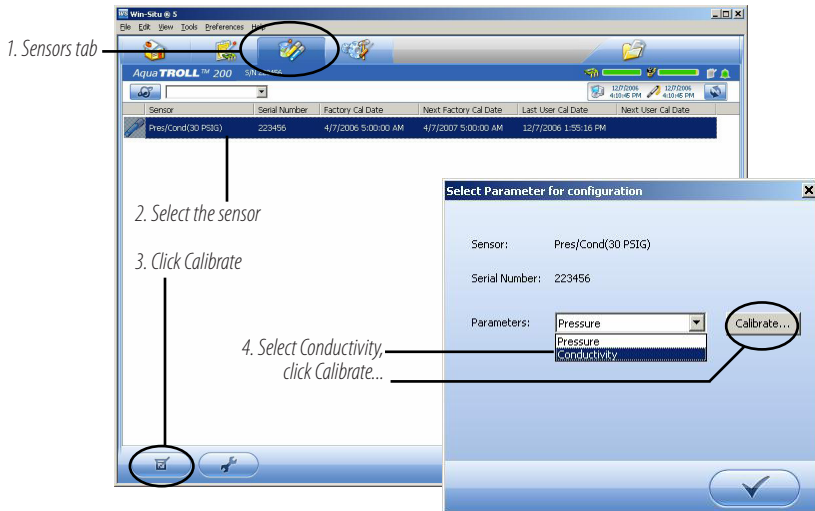 Win-Situ ® 5
File Edit View Tools Preferences Help
1. Sensors tab
Aqua TROLL™ 200 S/N 223456
12/7/2006 4:10:45 PM 12/7/2006 4:10:45 PM
Sensor Serial Number Factory Cal Date Next Factory Cal Date Last User Cal Date Next User Cal Date
Pres/Cond(30 PSIG) 223456 4/7/2006 5:00:00 AM 4/7/2007 5:00:00 AM 12/7/2006 1:55:16 PM
2. Select the sensor
3. Click Calibrate
Select Parameter for configuration
Sensor: Pres/Cond(30 PSIG)
Serial Number: 223456
Parameters: Pressure Calibrate...
Pressure
Conductivity
4. Select Conductivity,
click Calibrate...